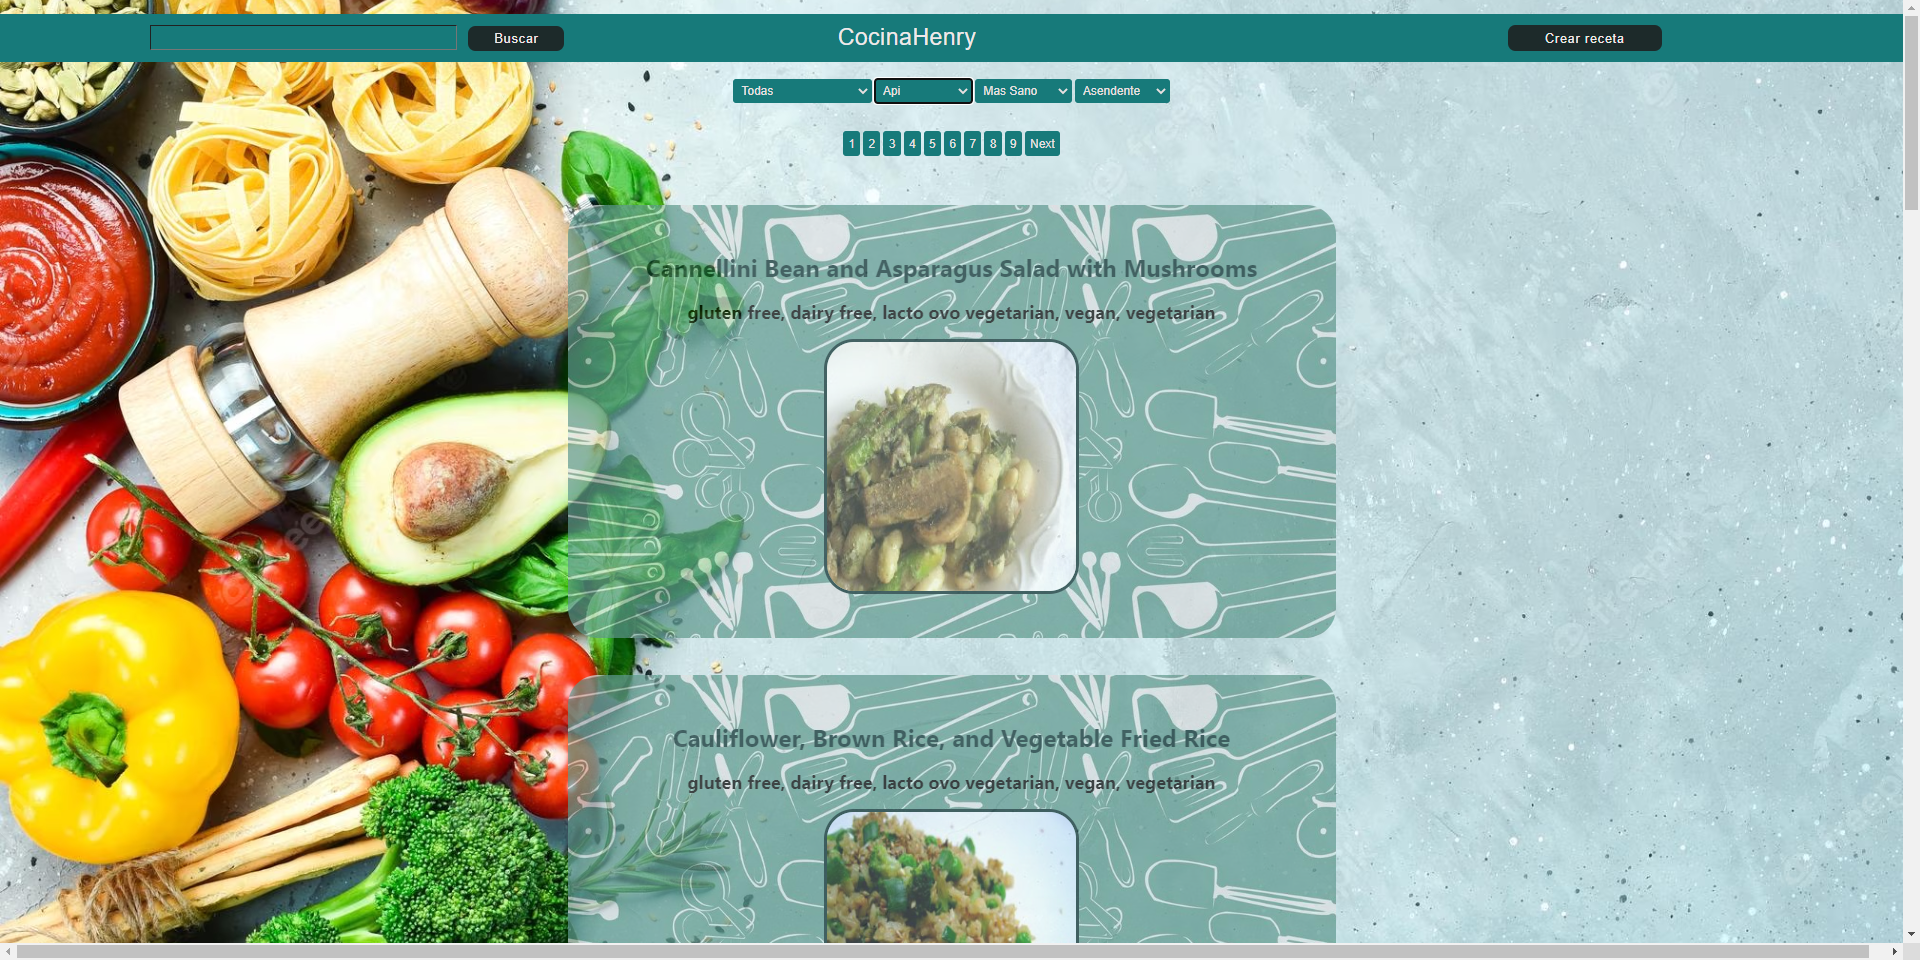 Buscar
CocinaHenry
Crear receta
Todas
Api
Mas Sano
Asendente
1 2 3 4 5 6 7 8 9 Next
Cannellini Bean and Asparagus Salad with Mushrooms
gluten free, dairy free, lacto ovo vegetarian, vegan, vegetarian
Cauliflower, Brown Rice, and Vegetable Fried Rice
gluten free, dairy free, lacto ovo vegetarian, vegan, vegetarian